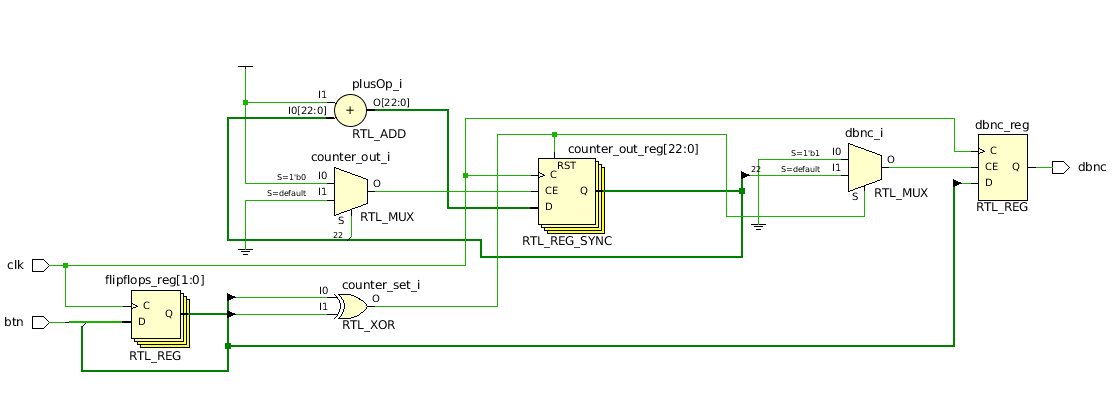 plusOp_i
I1
I0[22:0]
+
O[22:0]
RTL_ADD
counter_out_i
S=1'b0
I0
S=default
I1
O
S
22
RTL_MUX
counter_out_reg[22:0]
RST
C
CE
D
Q
RTL_REG_SYNC
dbnc_i
S=1'b1
I0
22
S=default
I1
O
S
RTL_MUX
dbnc_reg
C
CE
D
Q
RTL_REG
dbnc
clk
btn
flipflops_reg[1:0]
C
D
Q
RTL_REG
counter_set_i
I0
I1
O
RTL_XOR